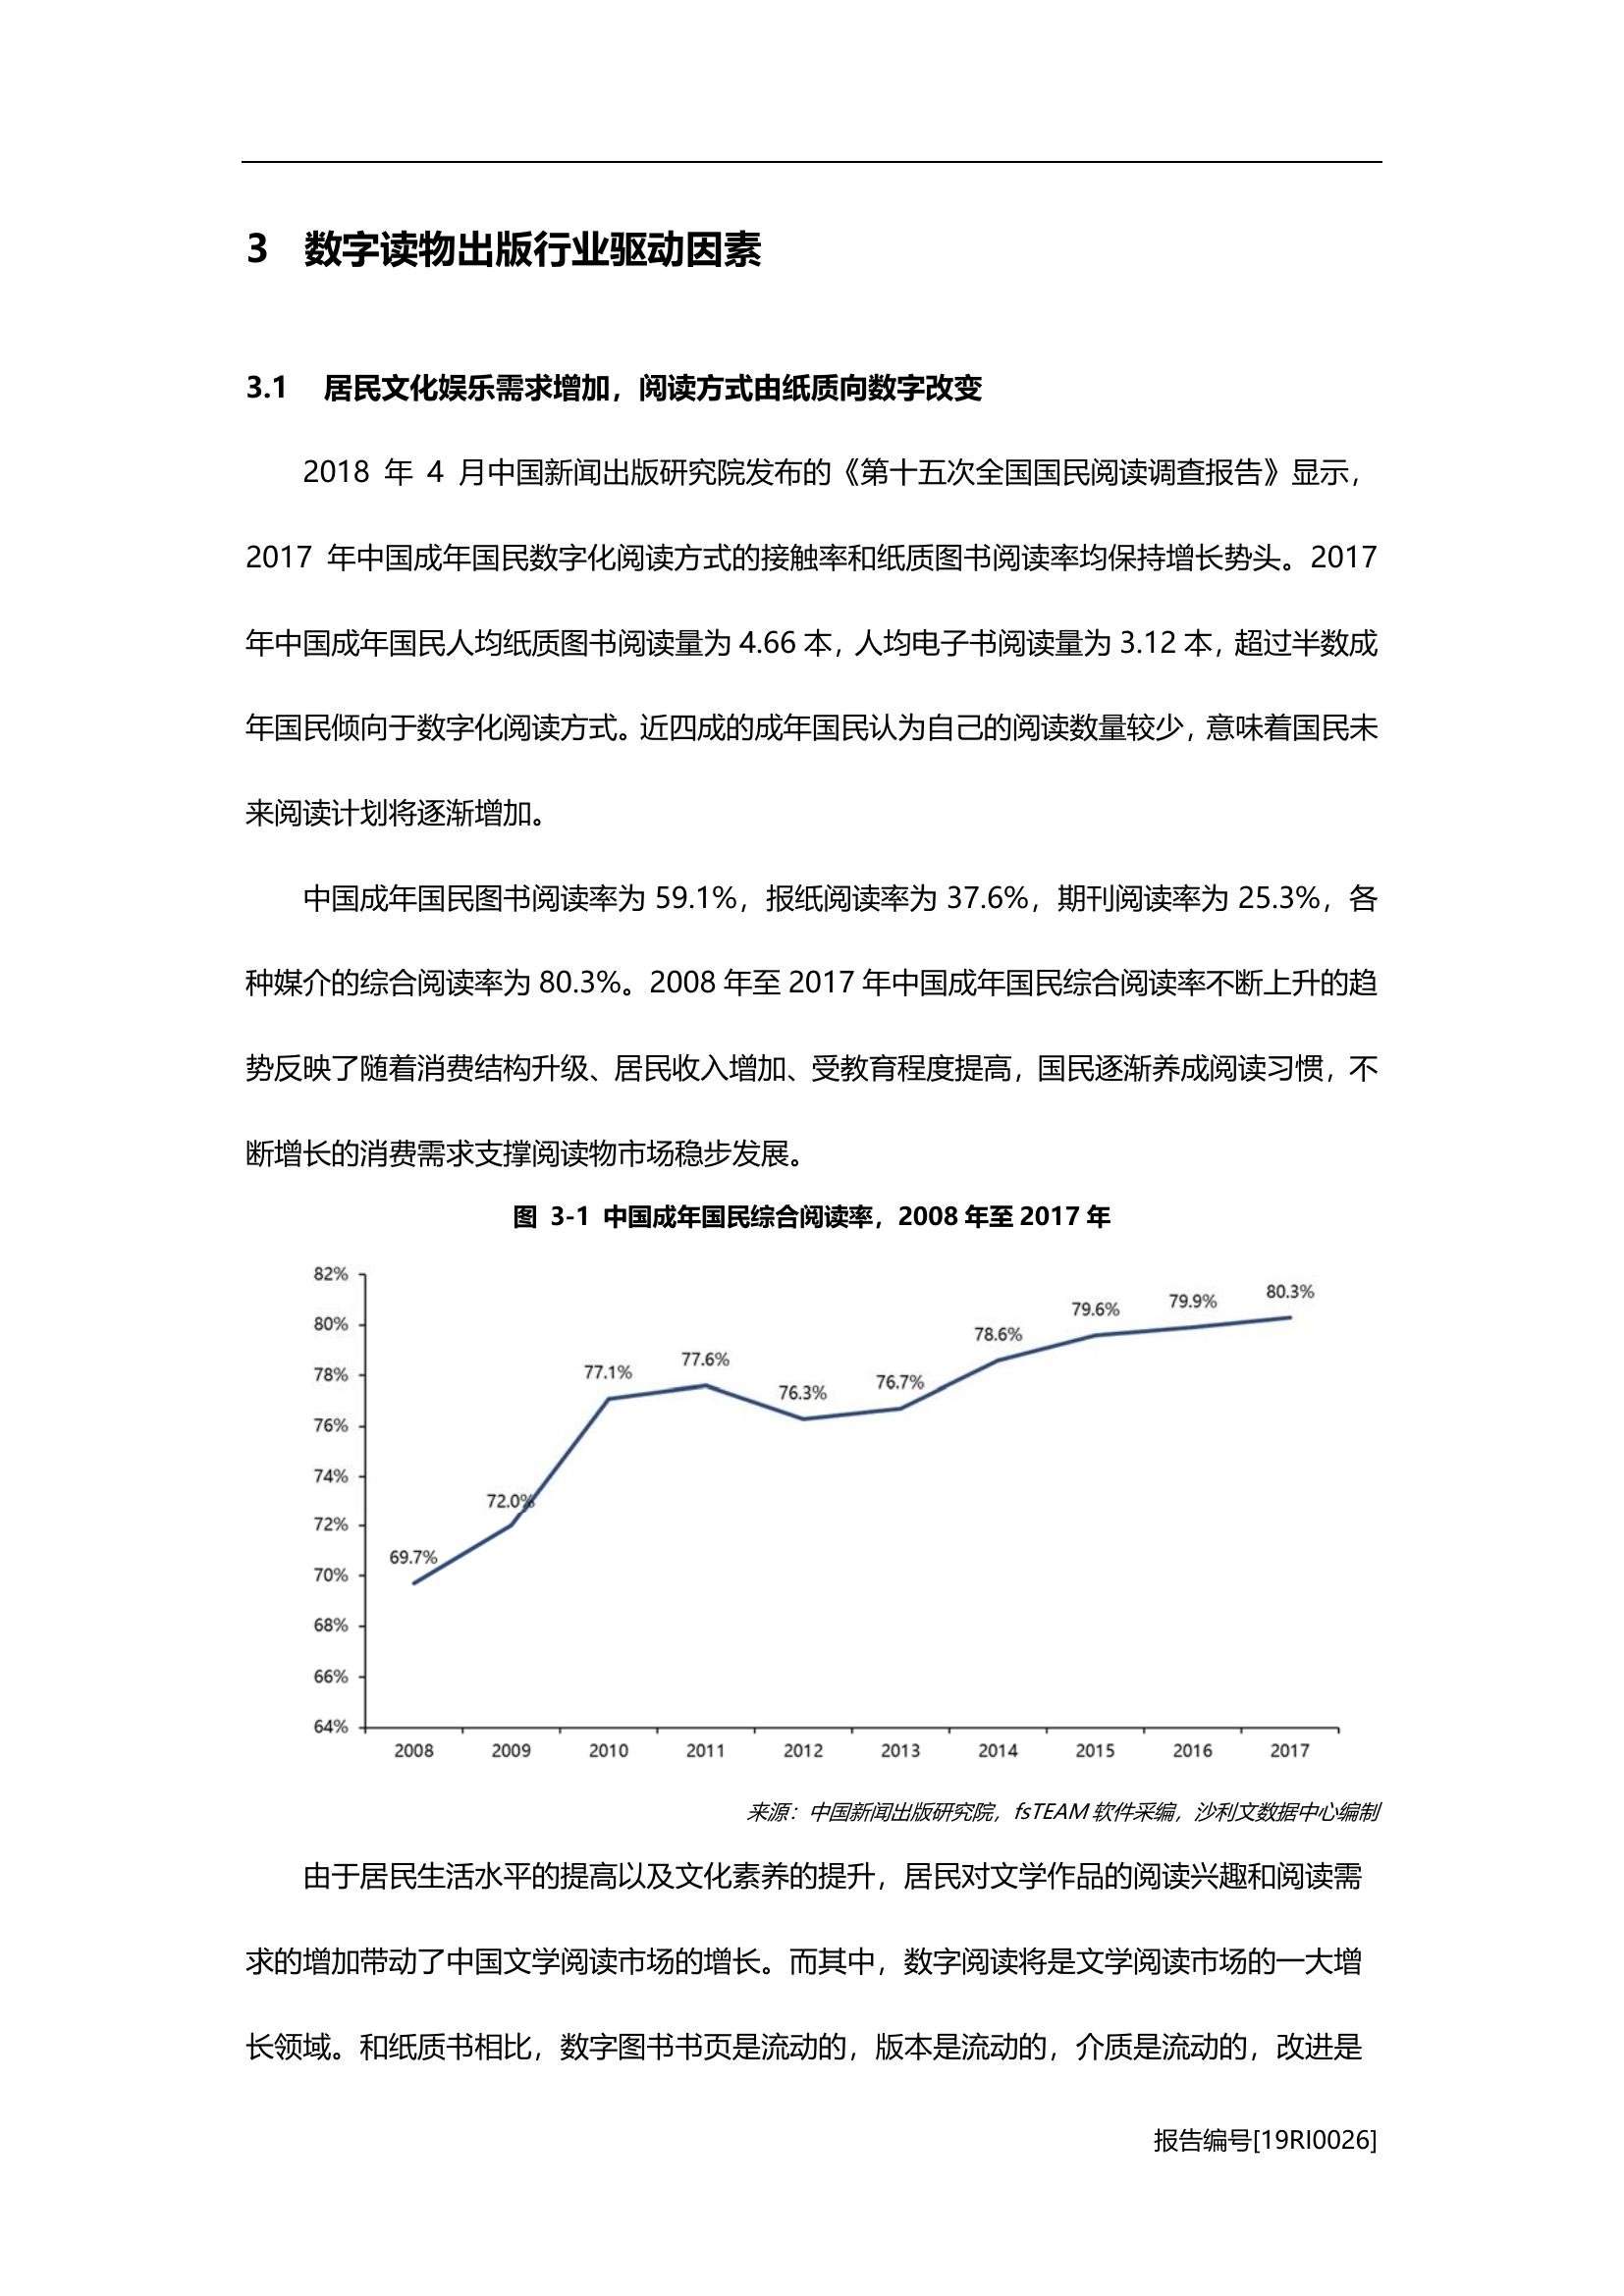 3 数字读物出版行业驱动因素
3.1 居民文化娱乐需求增加，阅读方式由纸质向数字改变
2018 年 4 月中国新闻出版研究院发布的《第十五次全国国民阅读调查报告》显示，
2017 年中国成年国民数字化阅读方式的接触率和纸质图书阅读率均保持增长势头。2017
年中国成年国民人均纸质图书阅读量为 4.66 本，人均电子书阅读量为 3.12 本，超过半数成
年国民倾向于数字化阅读方式。近四成的成年国民认为自己的阅读数量较少，意味着国民未
来阅读计划将逐渐增加。
中国成年国民图书阅读率为 59.1%，报纸阅读率为 37.6%，期刊阅读率为 25.3%，各
种媒介的综合阅读率为 80.3%。2008 年至 2017 年中国成年国民综合阅读率不断上升的趋
势反映了随着消费结构升级、居民收入增加、受教育程度提高，国民逐渐养成阅读习惯，不
断增长的消费需求支撑阅读物市场稳步发展。
图 3-1 中国成年国民综合阅读率，2008 年至 2017 年
82%
80%
78%
76%
74%
72%
70%
68%
66%
64%
69.7%
72.0%
77.1%
77.6%
76.3%
76.7%
78.6%
79.6%
79.9%
80.3%
2008 2009 2010 2011 2012 2013 2014 2015 2016 2017
来源：中国新闻出版研究院，fsTEAM 软件采编，沙利文数据中心编制
由于居民生活水平的提高以及文化素养的提升，居民对文学作品的阅读兴趣和阅读需
求的增加带动了中国文学阅读市场的增长。而其中，数字阅读将是文学阅读市场的一大增
长领域。和纸质书相比，数字图书书页是流动的，版本是流动的，介质是流动的，改进是
报告编号[19RI0026]